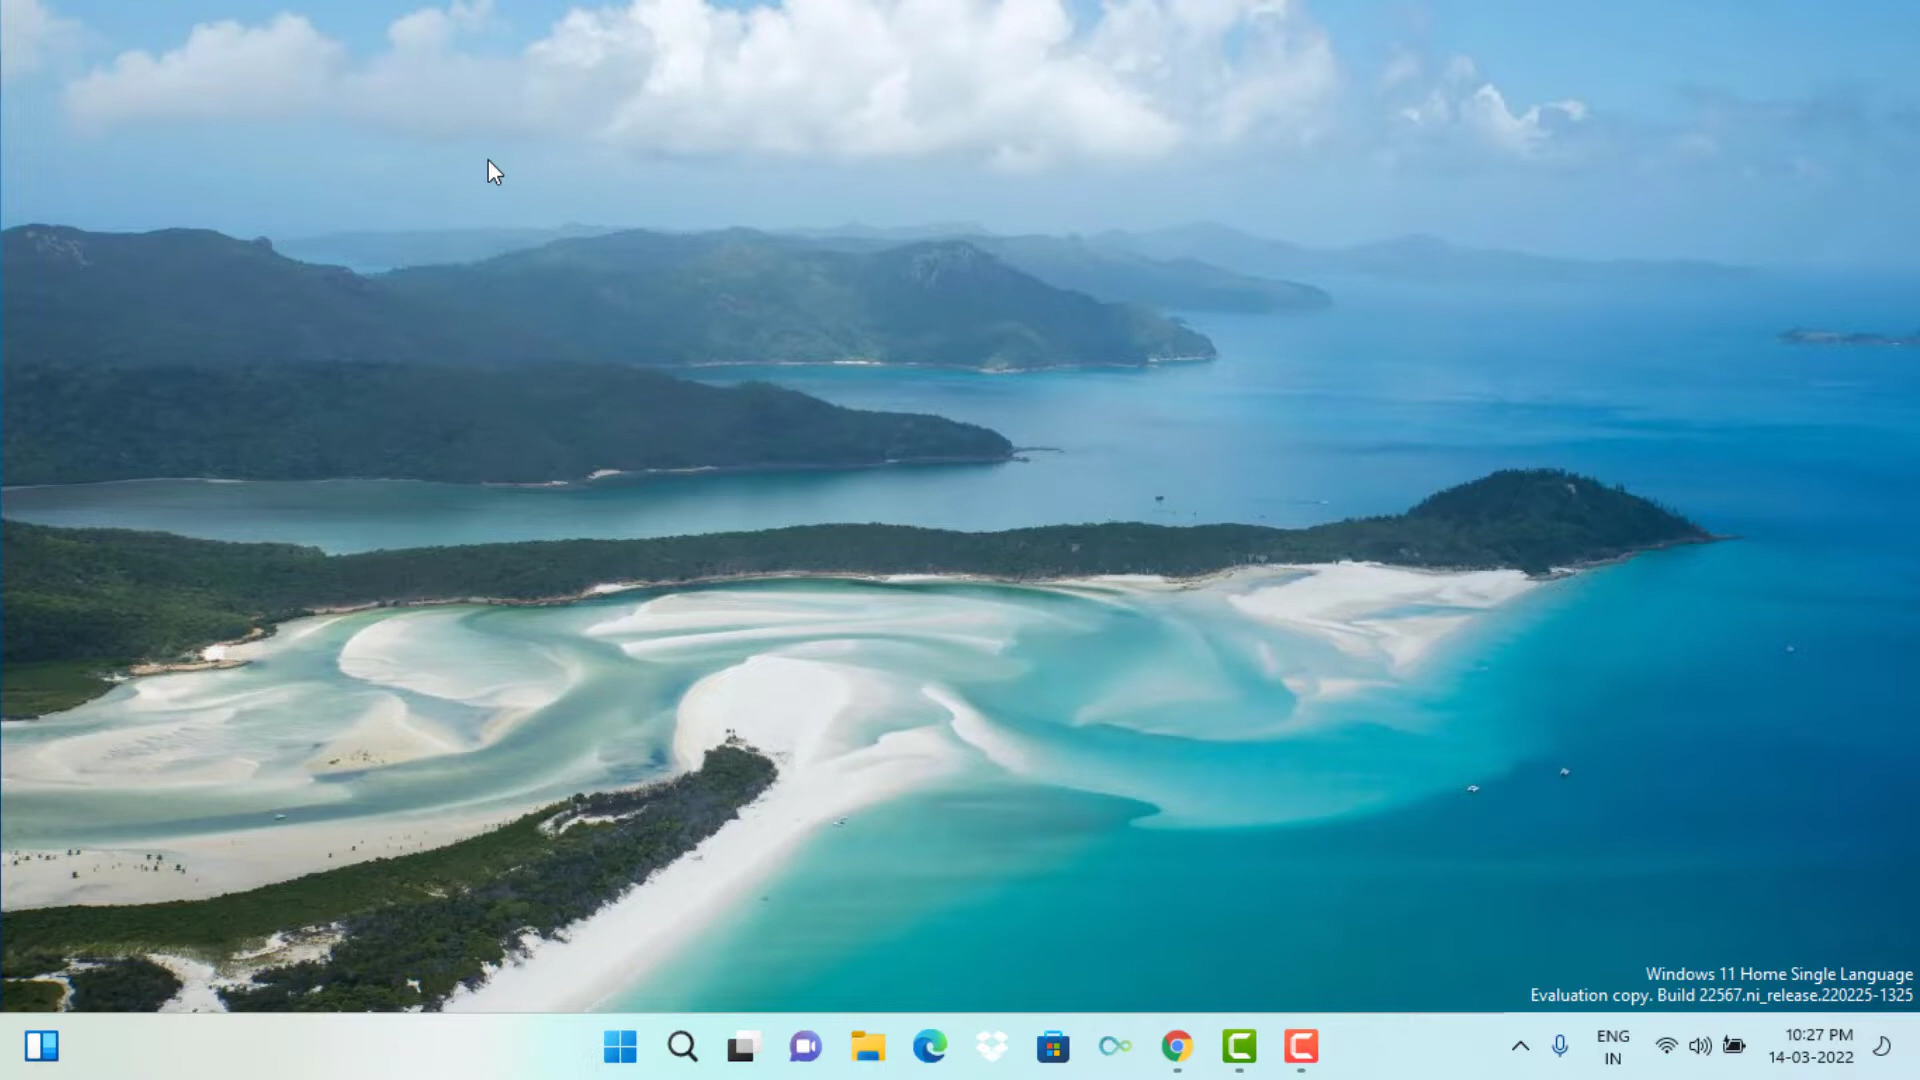 Windows 11 Home Single Language
Evaluation copy. Build 22567.ni_release.220225-1325
ENG
IN
10:27 PM
14-03-2022